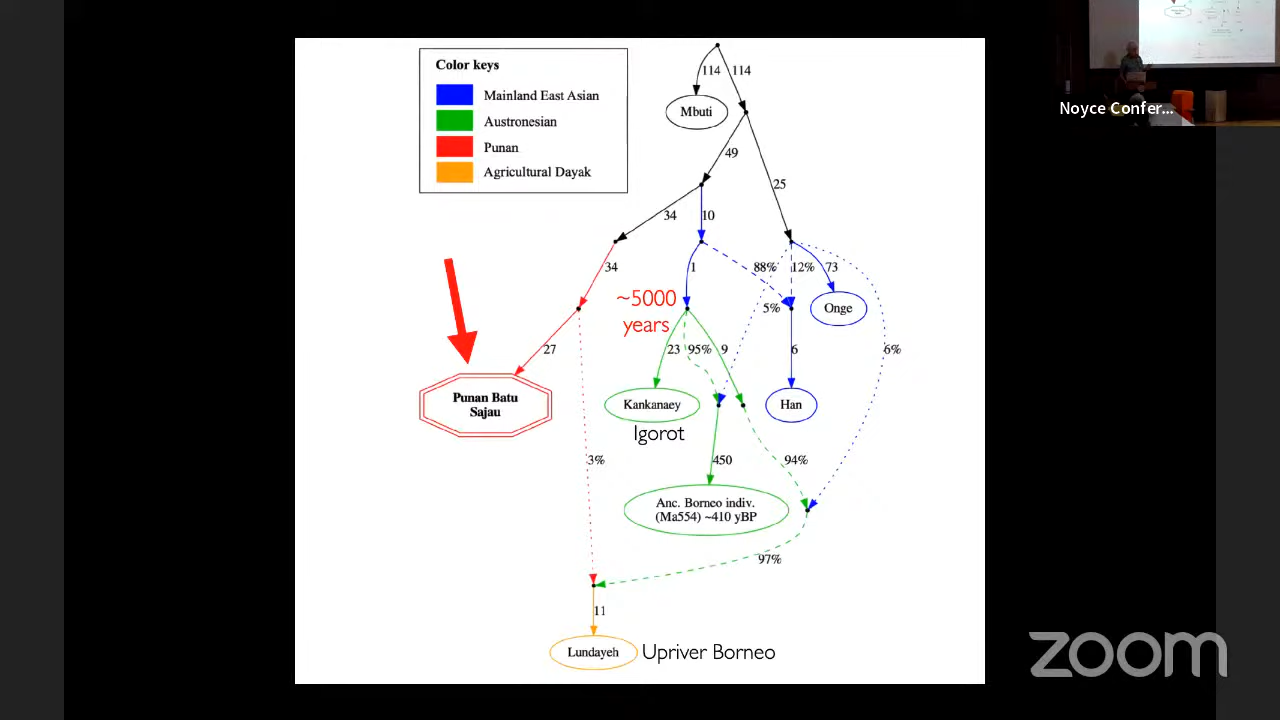 Color keys
Mainland East Asian
Austronesian
Punan
Agricultural Dayak
114
114
Mbuti
49
25
34
10
34
1
88%
12%
73
~5000
years
5%
Onge
27
23
95%
9
6
6%
Punan Batu
Sajau
Kankanaey
Han
Igorot
3%
450
94%
Anc. Borneo indiv.
(Ma554) ~410 yBP
97%
11
Lundayeh
Upriver Borneo
Noyce Confer...
zoom